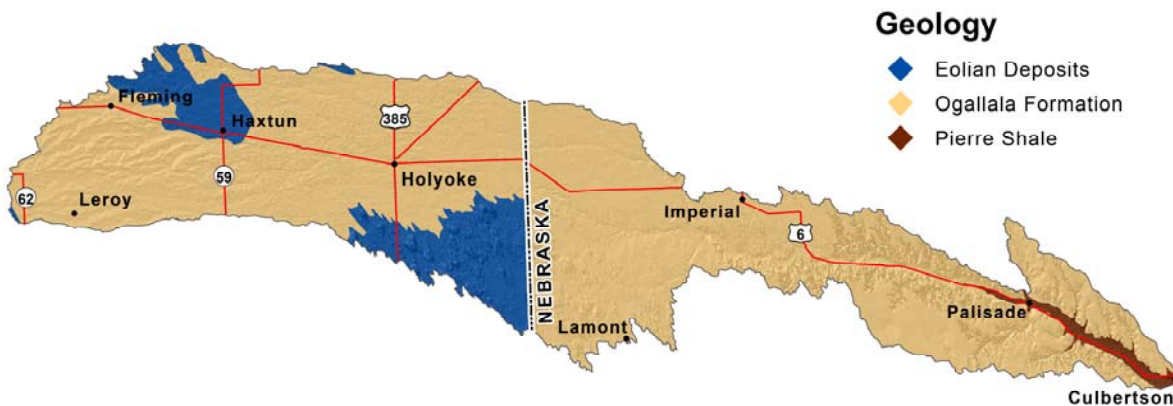 Geology
Eolian Deposits
Ogallala Formation
Pierre Shale
Fleming
Haxtun
385
59
62
Leroy
Holyoke
NEBRASKA
Imperial
6
Lamont
Palisade
Culbertson